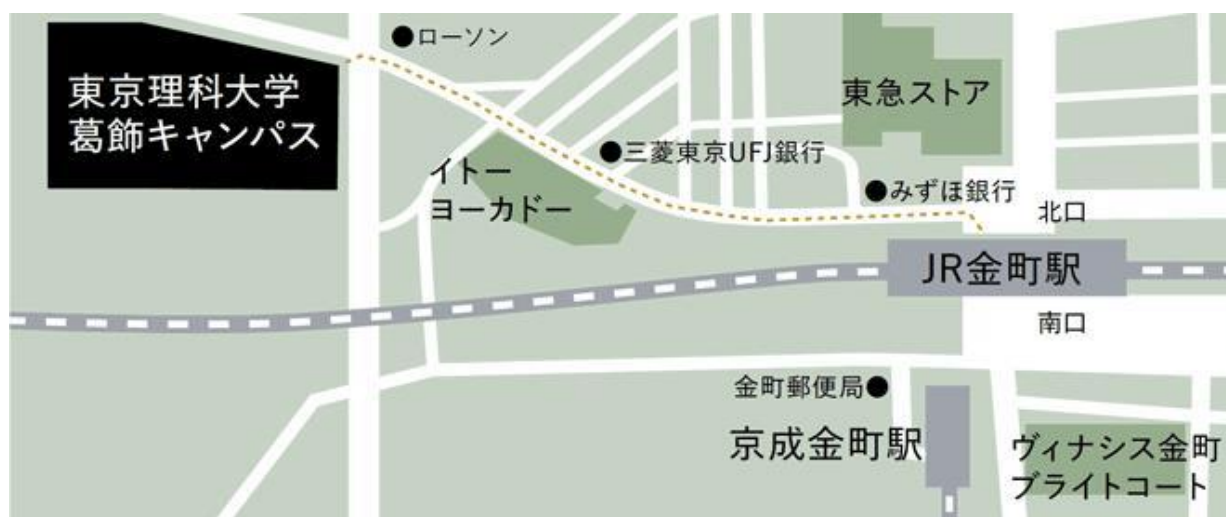 ローソン
東京理科大学
葛飾キャンパス
東急ストア
三菱東京UFJ銀行
イトー
ヨーカドー
みずほ銀行
北口
JR金町駅
南口
金町郵便局
京成金町駅
ヴィナシス金町
ブライトコート